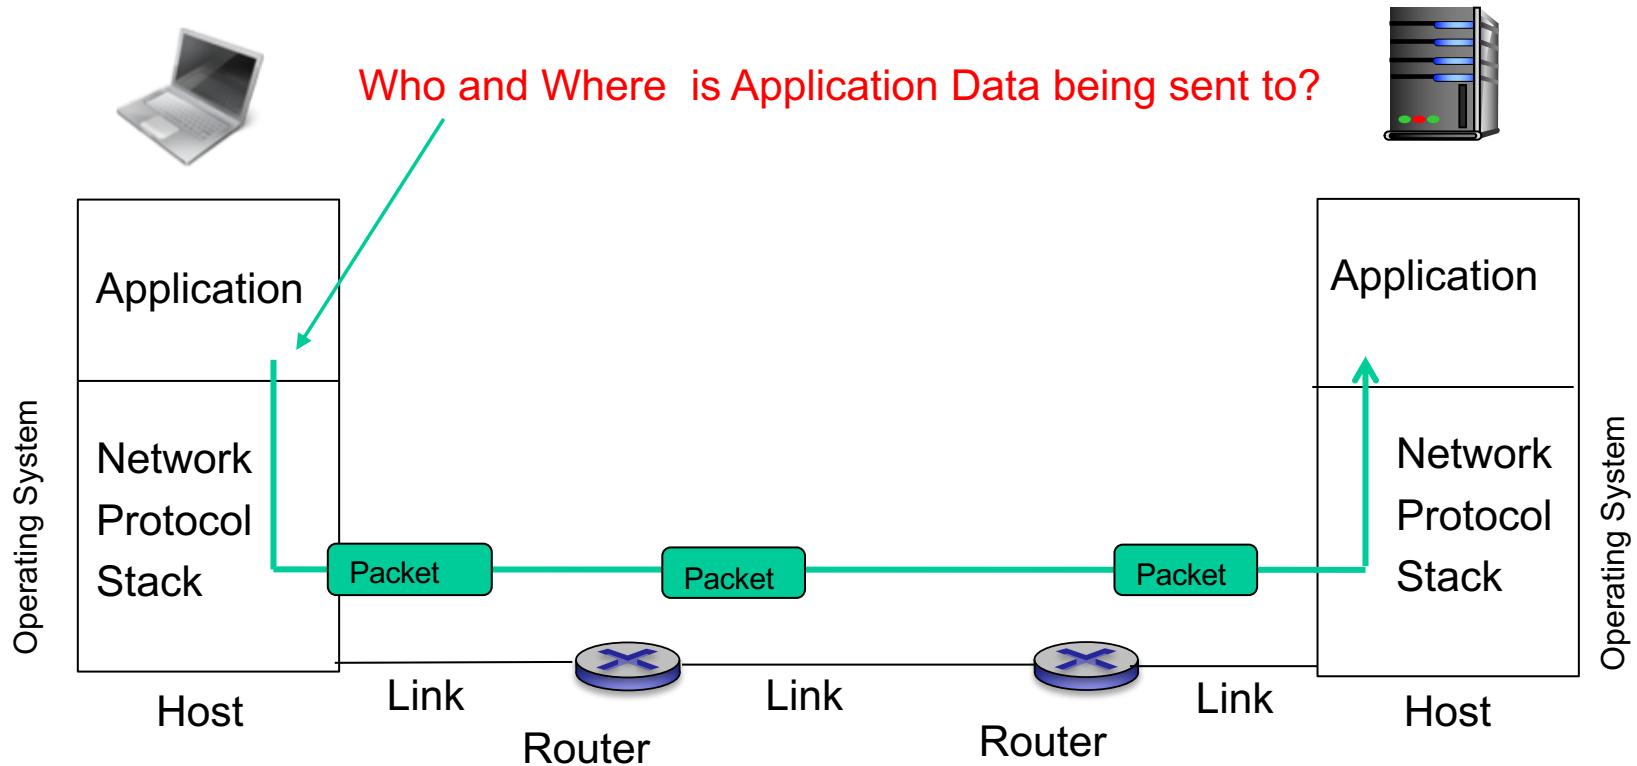 Who and Where  is Application Data being sent to?
Application
Application
Operating System
Network
Protocol
Stack
Packet
Packet
Packet
Network
Protocol
Stack
Operating System
Host
Link
Router
Link
Router
Link
Host